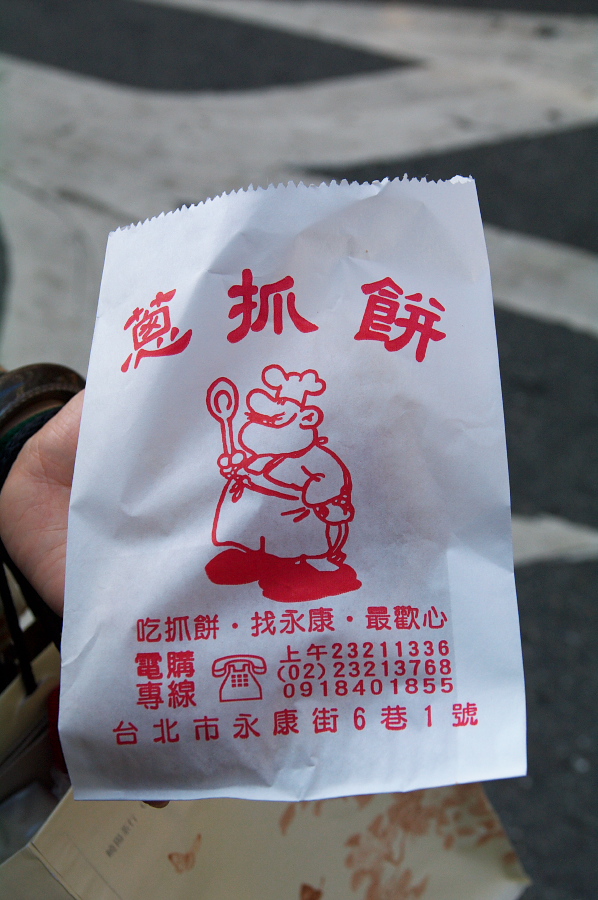 蔥抓餅
吃抓餅·找永康·最歡心
電購專線
上午23211336
(02)23213768
0918401855
台北市永康街6巷1號